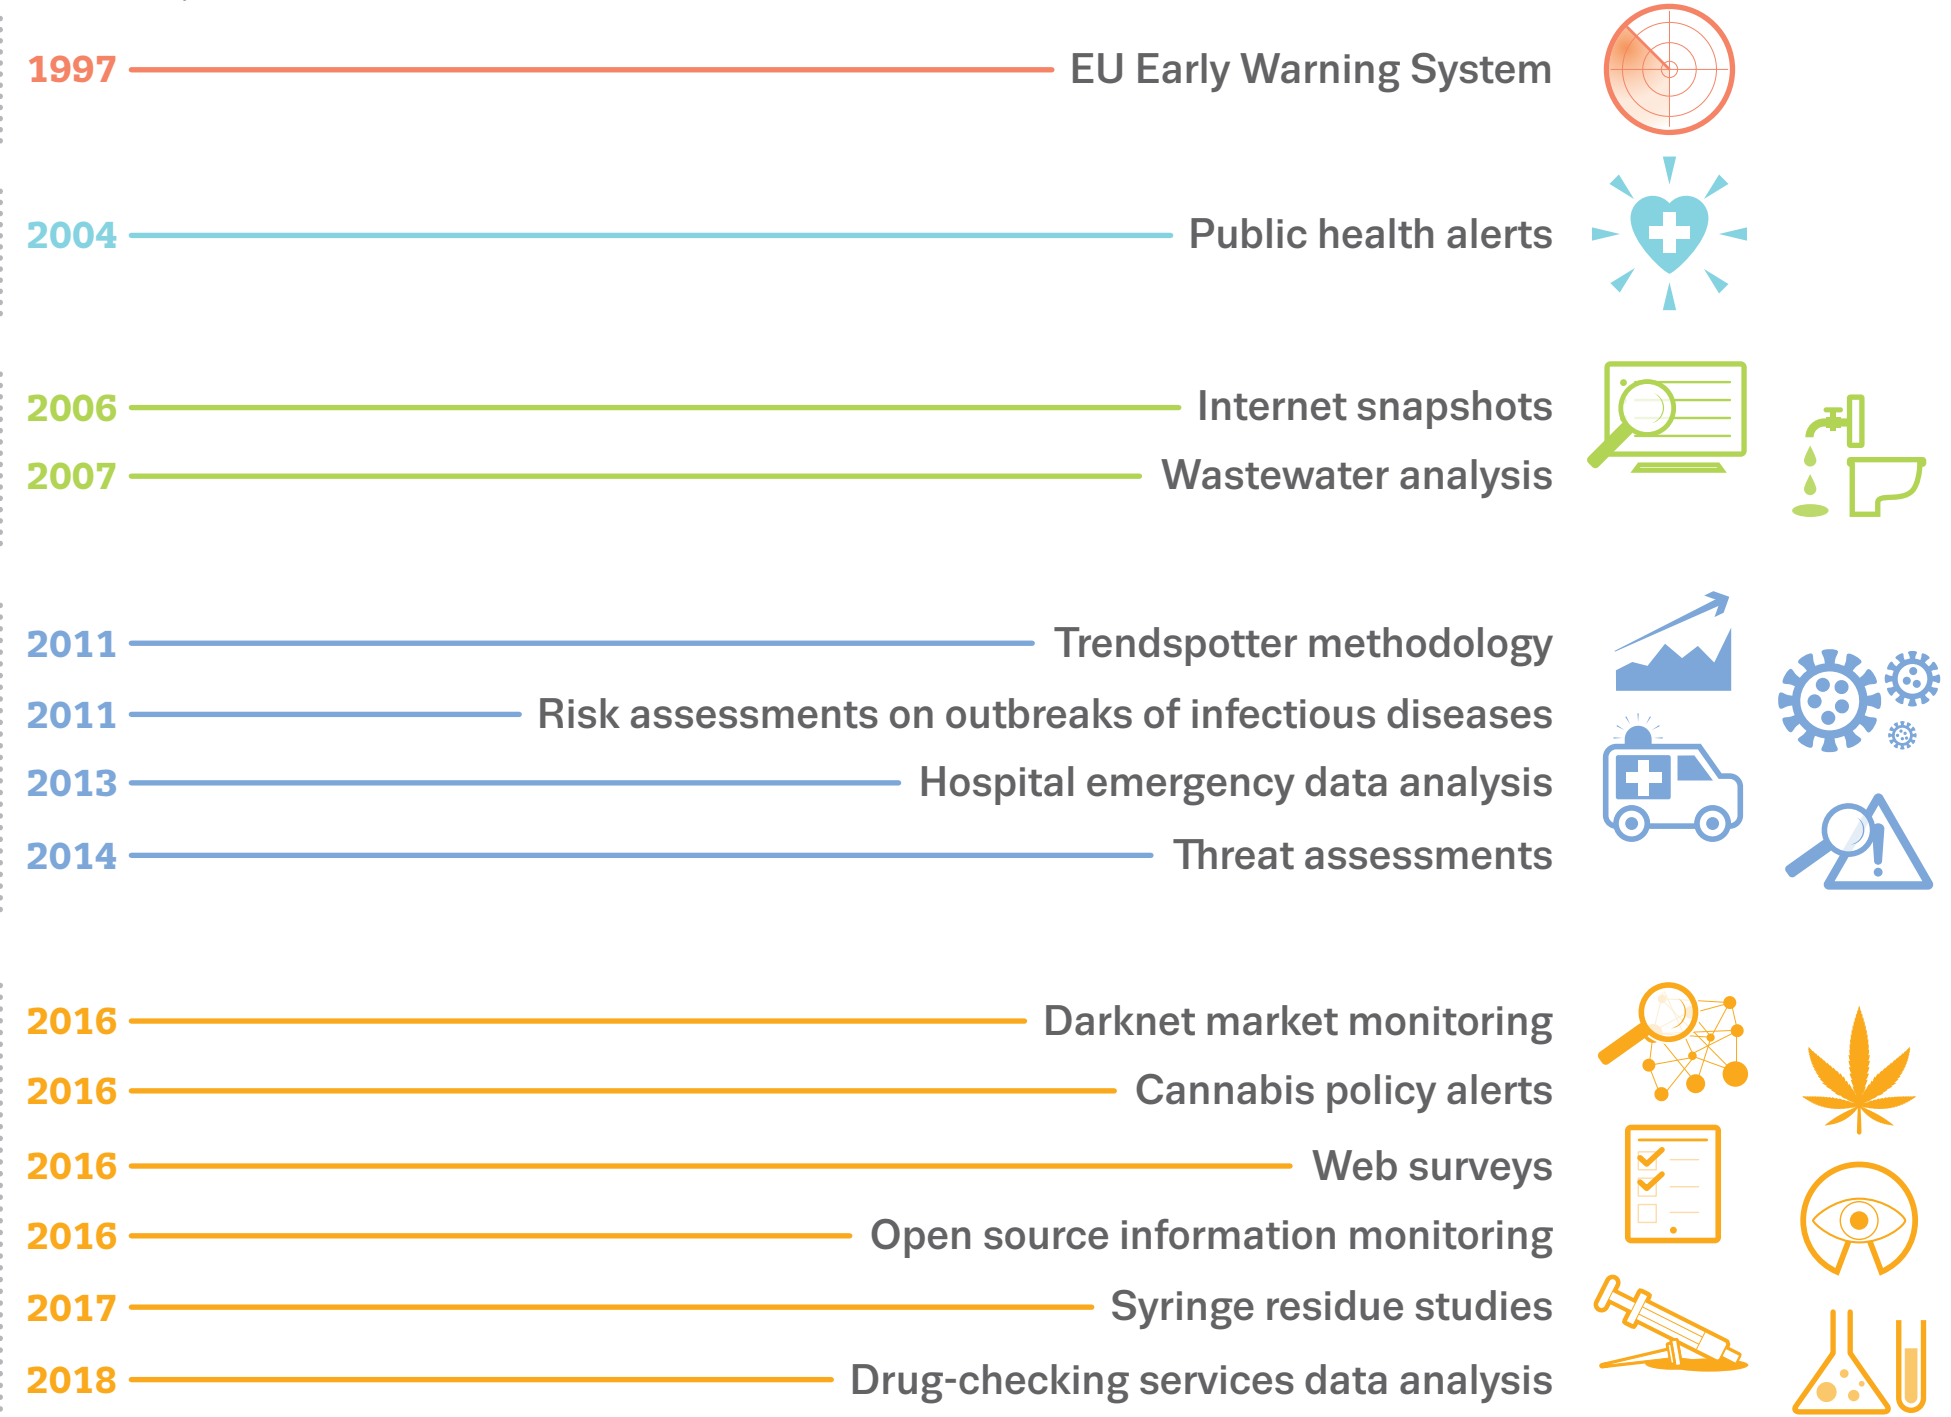 1997 EU Early Warning System
2004 Public health alerts
2006 Internet snapshots
2007 Wastewater analysis
2011 Trendspotter methodology
2011 Risk assessments on outbreaks of infectious diseases
2013 Hospital emergency data analysis
2014 Threat assessments
2016 Darknet market monitoring
2016 Cannabis policy alerts
2016 Web surveys
2016 Open source information monitoring
2017 Syringe residue studies
2018 Drug-checking services data analysis